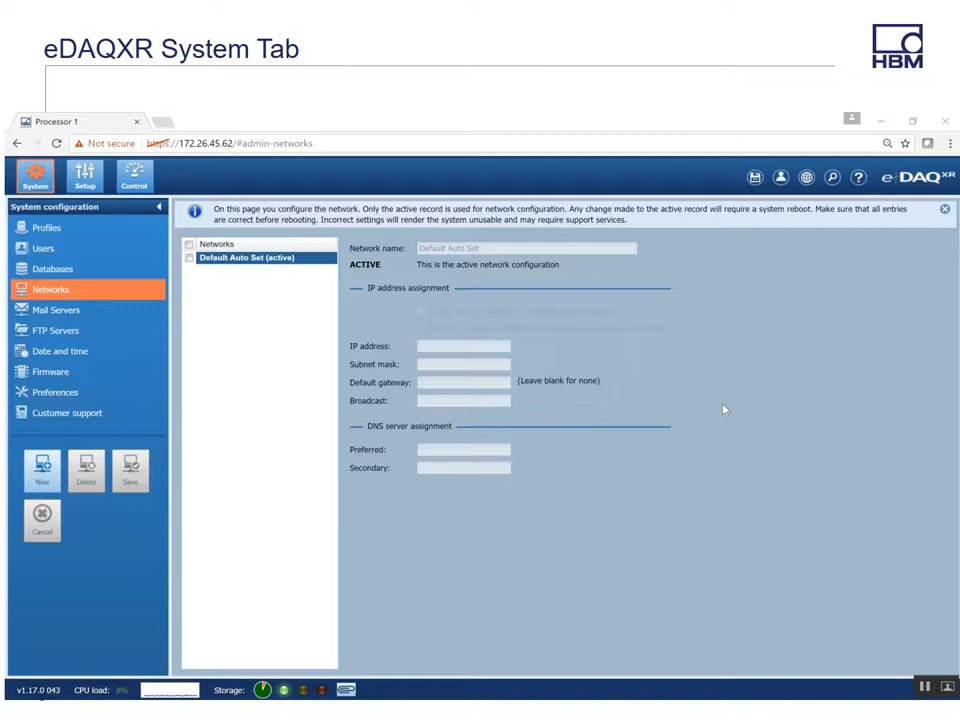 eDAQXR System Tab
HBM
Processor 1
Not secure https://172.26.45.62/#admin-networks
System Setup Control
e-DAQXR
System configuration
On this page you configure the network. Only the active record is used for network configuration. Any change made to the active record will require a system reboot. Make sure that all entries
are correct before rebooting. Incorrect settings will render the system unusable and may require support services.
Profiles
Users
Databases
Networks
Mail Servers
FTP Servers
Date and time
Firmware
Preferences
Customer support
New Delete Save
Cancel
Networks
Default Auto Set (active)
Network name: Default Auto Set
ACTIVE This is the active network configuration
IP address assignment
IP address:
Subnet mask:
Default gateway: (Leave blank for none)
Broadcast:
DNS server assignment
Preferred:
Secondary:
v1.17.0 043 CPU load: 8% Storage: